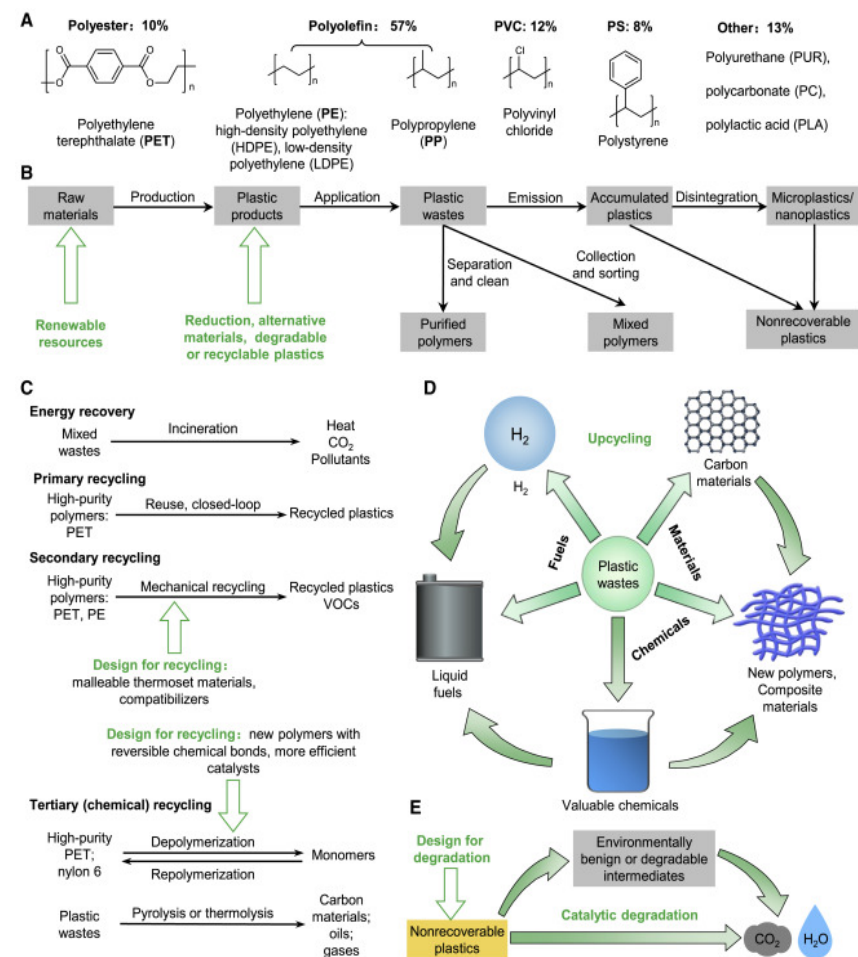 A
Polyester: 10%
Polyolefin: 57%
PVC: 12%
PS: 8%
Other: 13%
O
O
O
O
n
n
n
Cl
n
n
Polyethylene
terephthalate (PET)
Polyethylene (PE):
high-density polyethylene
(HDPE), low-density
polyethylene (LDPE)
Polypropylene
(PP)
Polyvinyl
chloride
Polystyrene
Polyurethane (PUR),
polycarbonate (PC),
polylactic acid (PLA)
B
Raw
materials
Production
Plastic
products
Application
Plastic
wastes
Emission
Accumulated
plastics
Disintegration
Microplastics/
nanoplastics
Separation
and clean
Collection
and sorting
Renewable
resources
Reduction, alternative
materials, degradable
or recyclable plastics
Purified
polymers
Mixed
polymers
Nonrecoverable
plastics
C
Energy recovery
Mixed
wastes
Incineration
Heat
CO2
Pollutants
Primary recycling
High-purity
polymers:
PET
Reuse, closed-loop
Recycled plastics
Secondary recycling
High-purity
polymers:
PET, PE
Mechanical recycling
Recycled plastics
VOCs
Design for recycling:
malleable thermoset materials,
compatibilizers
Design for recycling: new polymers with
reversible chemical bonds, more efficient
catalysts
Tertiary (chemical) recycling
High-purity
PET;
nylon 6
Depolymerization
Repolymerization
Monomers
Plastic
wastes
Pyrolysis or thermolysis
Carbon
materials;
oils;
gases
D
H2
H2
Upcycling
Carbon
materials
Fuels
Plastic
wastes
Materials
Chemicals
Liquid
fuels
New polymers,
Composite
materials
Valuable chemicals
E
Design for
degradation
Environmentally
benign or degradable
intermediates
Nonrecoverable
plastics
Catalytic degradation
CO2
H2O